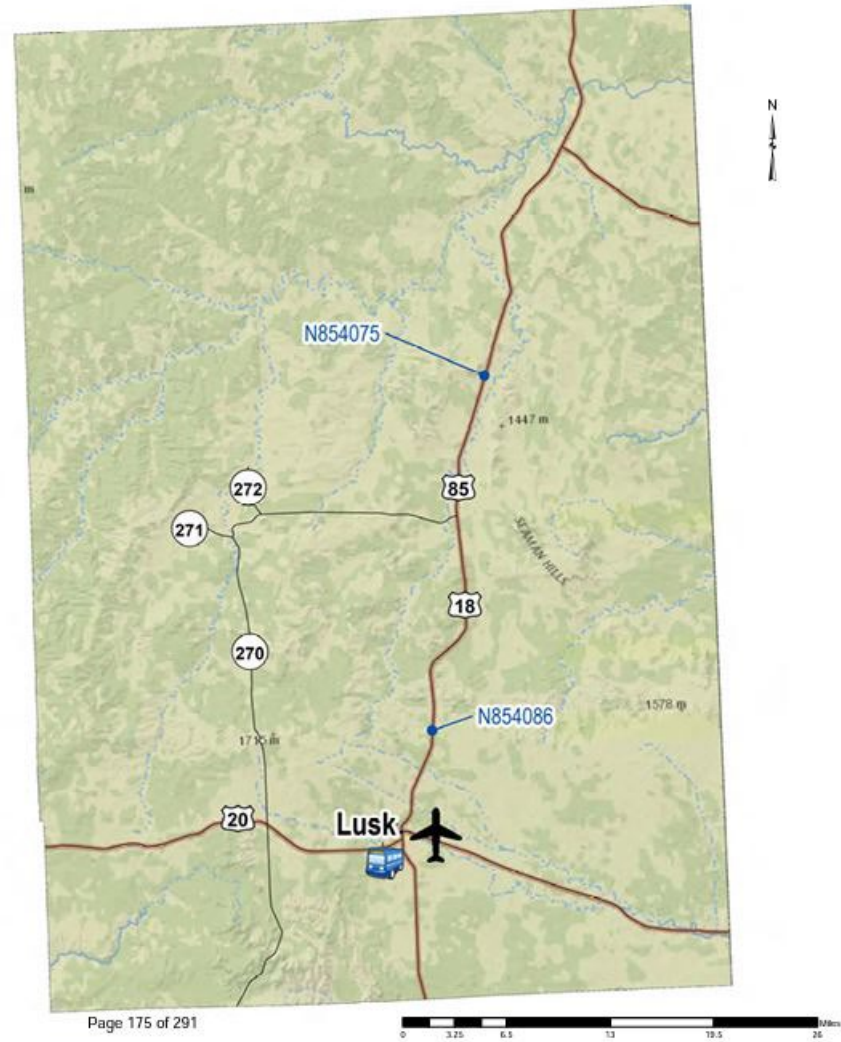 N
m
N854075
1447 m
272
85
271
SEAMAN HILLS
18
270
1578 m
N854086
1715 m
20
Lusk
Page 175 of 291
0 3.25 6.5 13 19.5 26 Miles